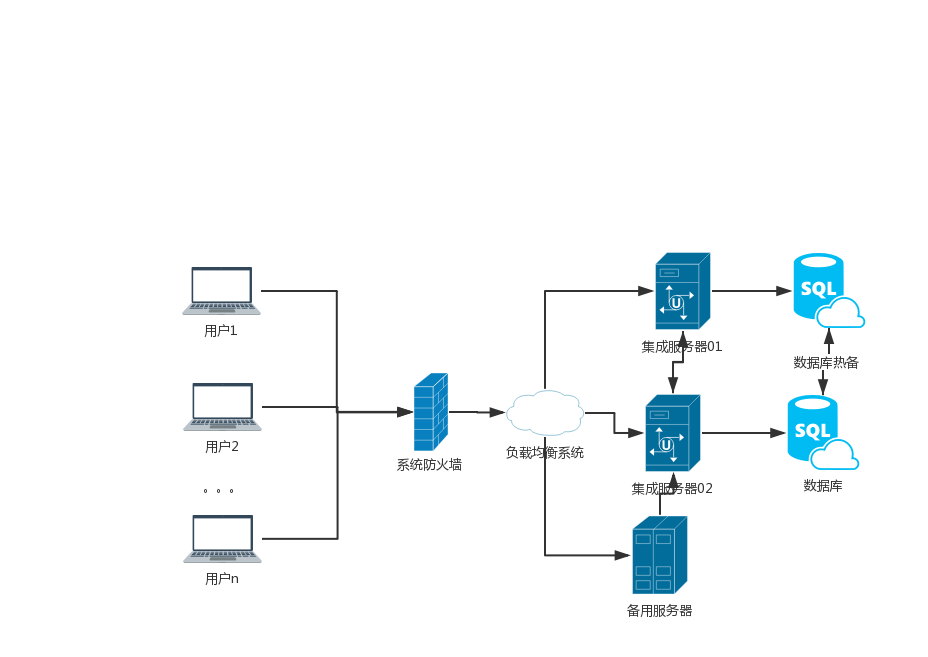 用户1
用户2
。。。
用户n
系统防火墙
负载均衡系统
U
集成服务器01
U
集成服务器02
备用服务器
SQL
数据库热备
SQL
数据库